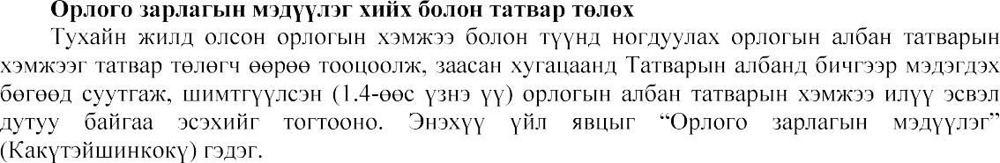 Орлого зарлагын мэдүүлэг хийх болон татвар төлөх
Тухайн жилд олсон орлогын хэмжээ болон түүнд ногдуулах орлогын албан татварын
хэмжээг татвар төлөгч өөрөө тооцоолж, заасан хугацаанд Татварын албанд бичгээр мэдэгдэх
бөгөөд суутгаж, шимтгүүлсэн (1.4-өөс үзнэ үү) орлогын албан татварын хэмжээ илүү эсвэл
дутуу байгаа эсэхийг тогтооно. Энэхүү үйл явцыг “Орлого зарлагын мэдүүлэг”
(Какүтэйшинкокү) гэдэг.